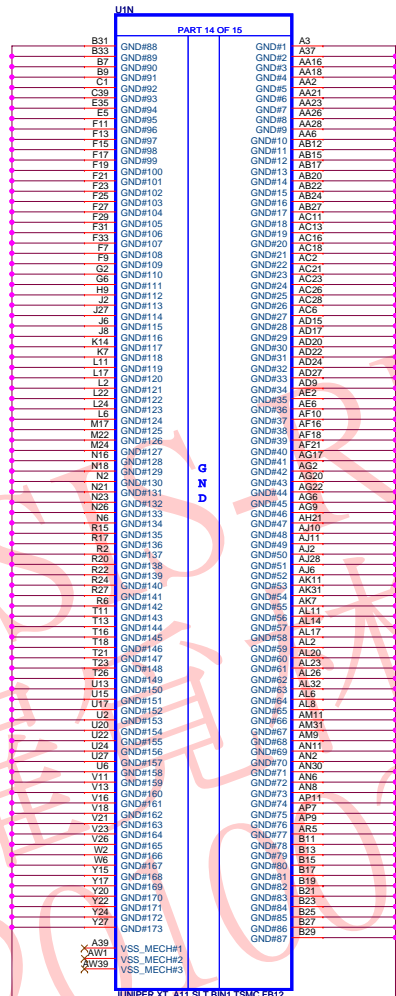 U1N
PART 14 OF 15
B31 GND#88 GND#1 A3
B33 GND#89 GND#2 A37
B7 GND#90 GND#3 AA16
B9 GND#91 GND#4 AA18
C1 GND#92 GND#5 AA2
C39 GND#93 GND#6 AA21
E35 GND#94 GND#7 AA23
E5 GND#95 GND#8 AA26
F11 GND#96 GND#9 AA28
F13 GND#97 GND#10 AA6
F15 GND#98 GND#11 AB12
F17 GND#99 GND#12 AB15
F19 GND#100 GND#13 AB17
F21 GND#101 GND#14 AB20
F23 GND#102 GND#15 AB22
F25 GND#103 GND#16 AB24
F27 GND#104 GND#17 AB27
F29 GND#105 GND#18 AC11
F31 GND#106 GND#19 AC13
F33 GND#107 GND#20 AC16
F7 GND#108 GND#21 AC18
F9 GND#109 GND#22 AC2
G2 GND#110 GND#23 AC21
G6 GND#111 GND#24 AC23
H9 GND#112 GND#25 AC26
J2 GND#113 GND#26 AC28
J27 GND#114 GND#27 AC6
J6 GND#115 GND#28 AD15
J8 GND#116 GND#29 AD17
K14 GND#117 GND#30 AD20
K7 GND#118 GND#31 AD22
L11 GND#119 GND#32 AD24
L17 GND#120 GND#33 AD27
L2 GND#121 GND#34 AD9
L22 GND#122 GND#35 AE2
L24 GND#123 GND#36 AE6
L6 GND#124 GND#37 AF10
M17 GND#125 GND#38 AF16
M22 GND#126 GND#39 AF18
M24 GND#127 GND#40 AF21
N16 GND#128 GND#41 AG17
N18 GND#129 GND#42 AG2
N2 GND#130 GND#43 AG20
N21 GND#131 GND#44 AG22
N23 GND#132 GND#45 AG6
N26 GND#133 GND#46 AG9
N6 GND#134 GND#47 AH21
R15 GND#135 GND#48 AJ10
R17 GND#136 GND#49 AJ11
R2 GND#137 GND#50 AJ2
R20 GND#138 GND#51 AJ28
R22 GND#139 GND#52 AJ6
R24 GND#140 GND#53 AK11
R27 GND#141 GND#54 AK31
R6 GND#142 GND#55 AK7
T11 GND#143 GND#56 AL11
T13 GND#144 GND#57 AL14
T16 GND#145 GND#58 AL17
T18 GND#146 GND#59 AL2
T21 GND#147 GND#60 AL20
T23 GND#148 GND#61 AL23
T26 GND#149 GND#62 AL26
U13 GND#150 GND#63 AL32
U15 GND#151 GND#64 AL6
U17 GND#152 GND#65 AL8
U2 GND#153 GND#66 AM11
U20 GND#154 GND#67 AM31
U22 GND#155 GND#68 AM9
U24 GND#156 GND#69 AN11
U27 GND#157 GND#70 AN2
U6 GND#158 GND#71 AN30
V11 GND#159 GND#72 AN6
V13 GND#160 GND#73 AN8
V16 GND#161 GND#74 AP11
V18 GND#162 GND#75 AP7
V21 GND#163 GND#76 AP9
V23 GND#164 GND#77 AR5
V26 GND#165 GND#78 B11
W2 GND#166 GND#79 B13
W6 GND#167 GND#80 B15
Y15 GND#168 GND#81 B17
Y17 GND#169 GND#82 B19
Y20 GND#170 GND#83 B21
Y22 GND#171 GND#84 B23
Y24 GND#172 GND#85 B25
Y27 GND#173 GND#86 B27
GND#87 B29
G
N
D
A39 VSS_MECH#1
AW1 VSS_MECH#2
AW39 VSS_MECH#3
JUNIPER XT A11 SLT BIN1 TSMC FB12